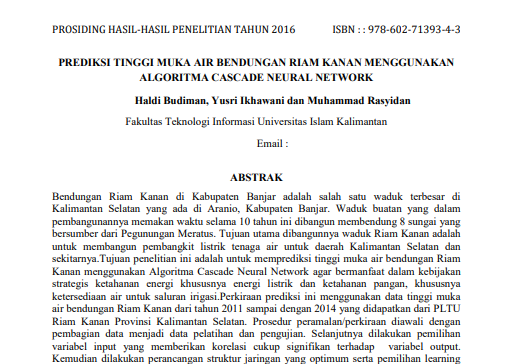 PROSIDING HASIL-HASIL PENELITIAN TAHUN 2016 ISBN : : 978-602-71393-4-3
PREDIKSI TINGGI MUKA AIR BENDUNGAN RIAM KANAN MENGGUNAKAN
ALGORITMA CASCADE NEURAL NETWORK
Haldi Budiman, Yusri Ikhawani dan Muhammad Rasyidan
Fakultas Teknologi Informasi Universitas Islam Kalimantan
Email :
ABSTRAK
Bendungan Riam Kanan di Kabupaten Banjar adalah salah satu waduk terbesar di
Kalimantan Selatan yang ada di Aranio, Kabupaten Banjar. Waduk buatan yang dalam
pembangunannya memakan waktu selama 10 tahun ini dibangun membendung 8 sungai yang
bersumber dari Pegunungan Meratus. Tujuan utama dibangunnya waduk Riam Kanan adalah
untuk membangun pembangkit listrik tenaga air untuk daerah Kalimantan Selatan dan
sekitarnya.Tujuan penelitian ini adalah untuk memprediksi tinggi muka air bendungan Riam
Kanan menggunakan Algoritma Cascade Neural Network agar bermanfaat dalam kebijakan
strategis ketahanan energi khususnya energi listrik dan ketahanan pangan, khususnya
ketersediaan air untuk saluran irigasi.Perkiraan prediksi ini menggunakan data tinggi muka
air bendungan Riam Kanan dari tahun 2011 sampai dengan 2014 yang didapatkan dari PLTU
Riam Kanan Provinsi Kalimantan Selatan. Prosedur peramalan/perkiraan diawali dengan
pembagian data menjadi data pelatihan dan pengujian. Selanjutnya dilakukan pemilihan
variabel input yang memberikan korelasi cukup signifikan terhadap variabel output.
Kemudian dilakukan perancangan struktur jaringan yang optimum serta pemilihan learning